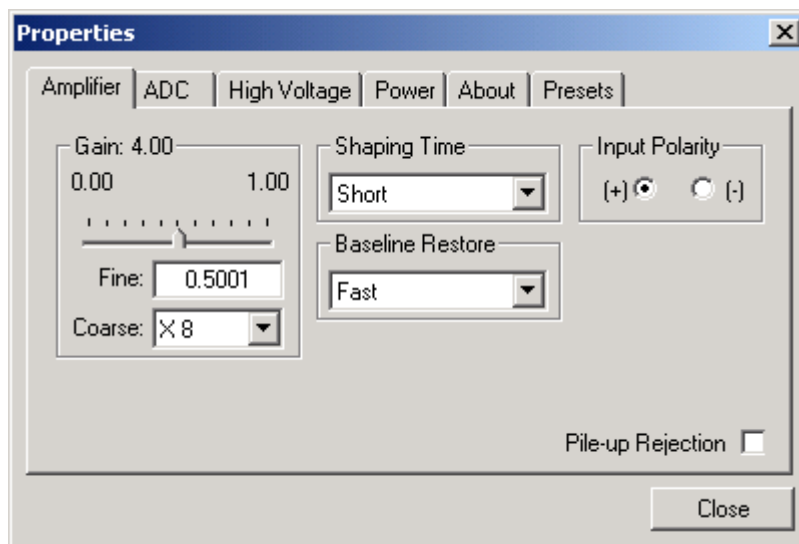 Properties
Amplifier ADC High Voltage Power About Presets
Gain: 4.00
0.00 1.00
Fine: 0.5001
Coarse: X 8
Shaping Time
Short
Baseline Restore
Fast
Input Polarity
(+) (-)
Pile-up Rejection
Close